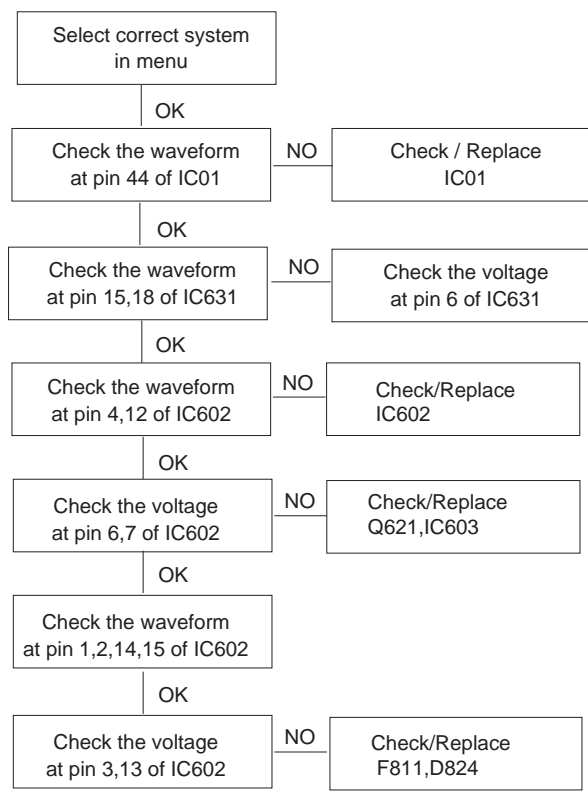 Select correct system
in menu
OK
Check the waveform
at pin 44 of IC01
NO
Check / Replace
IC01
OK
Check the waveform
at pin 15,18 of IC631
NO
Check the voltage
at pin 6 of IC631
OK
Check the waveform
at pin 4,12 of IC602
NO
Check/Replace
IC602
OK
Check the voltage
at pin 6,7 of IC602
NO
Check/Replace
Q621,IC603
OK
Check the waveform
at pin 1,2,14,15 of IC602
OK
Check the voltage
at pin 3,13 of IC602
NO
Check/Replace
F811,D824